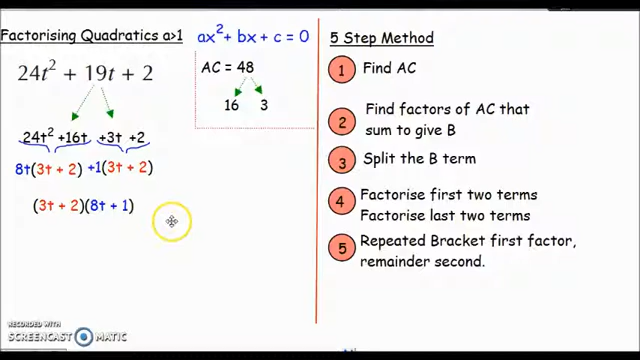 Factorising Quadratics a>1
ax² + bx + c = 0
24t² + 19t + 2
AC = 48
16 3
24t² +16t +3t +2
8t(3t + 2) +1(3t + 2)
(3t + 2)(8t + 1)
5 Step Method
1 Find AC
2 Find factors of AC that
sum to give B
3 Split the B term
4 Factorise first two terms
Factorise last two terms
5 Repeated Bracket first factor,
remainder second.
RECORDED WITH
SCREENCAST MATIC